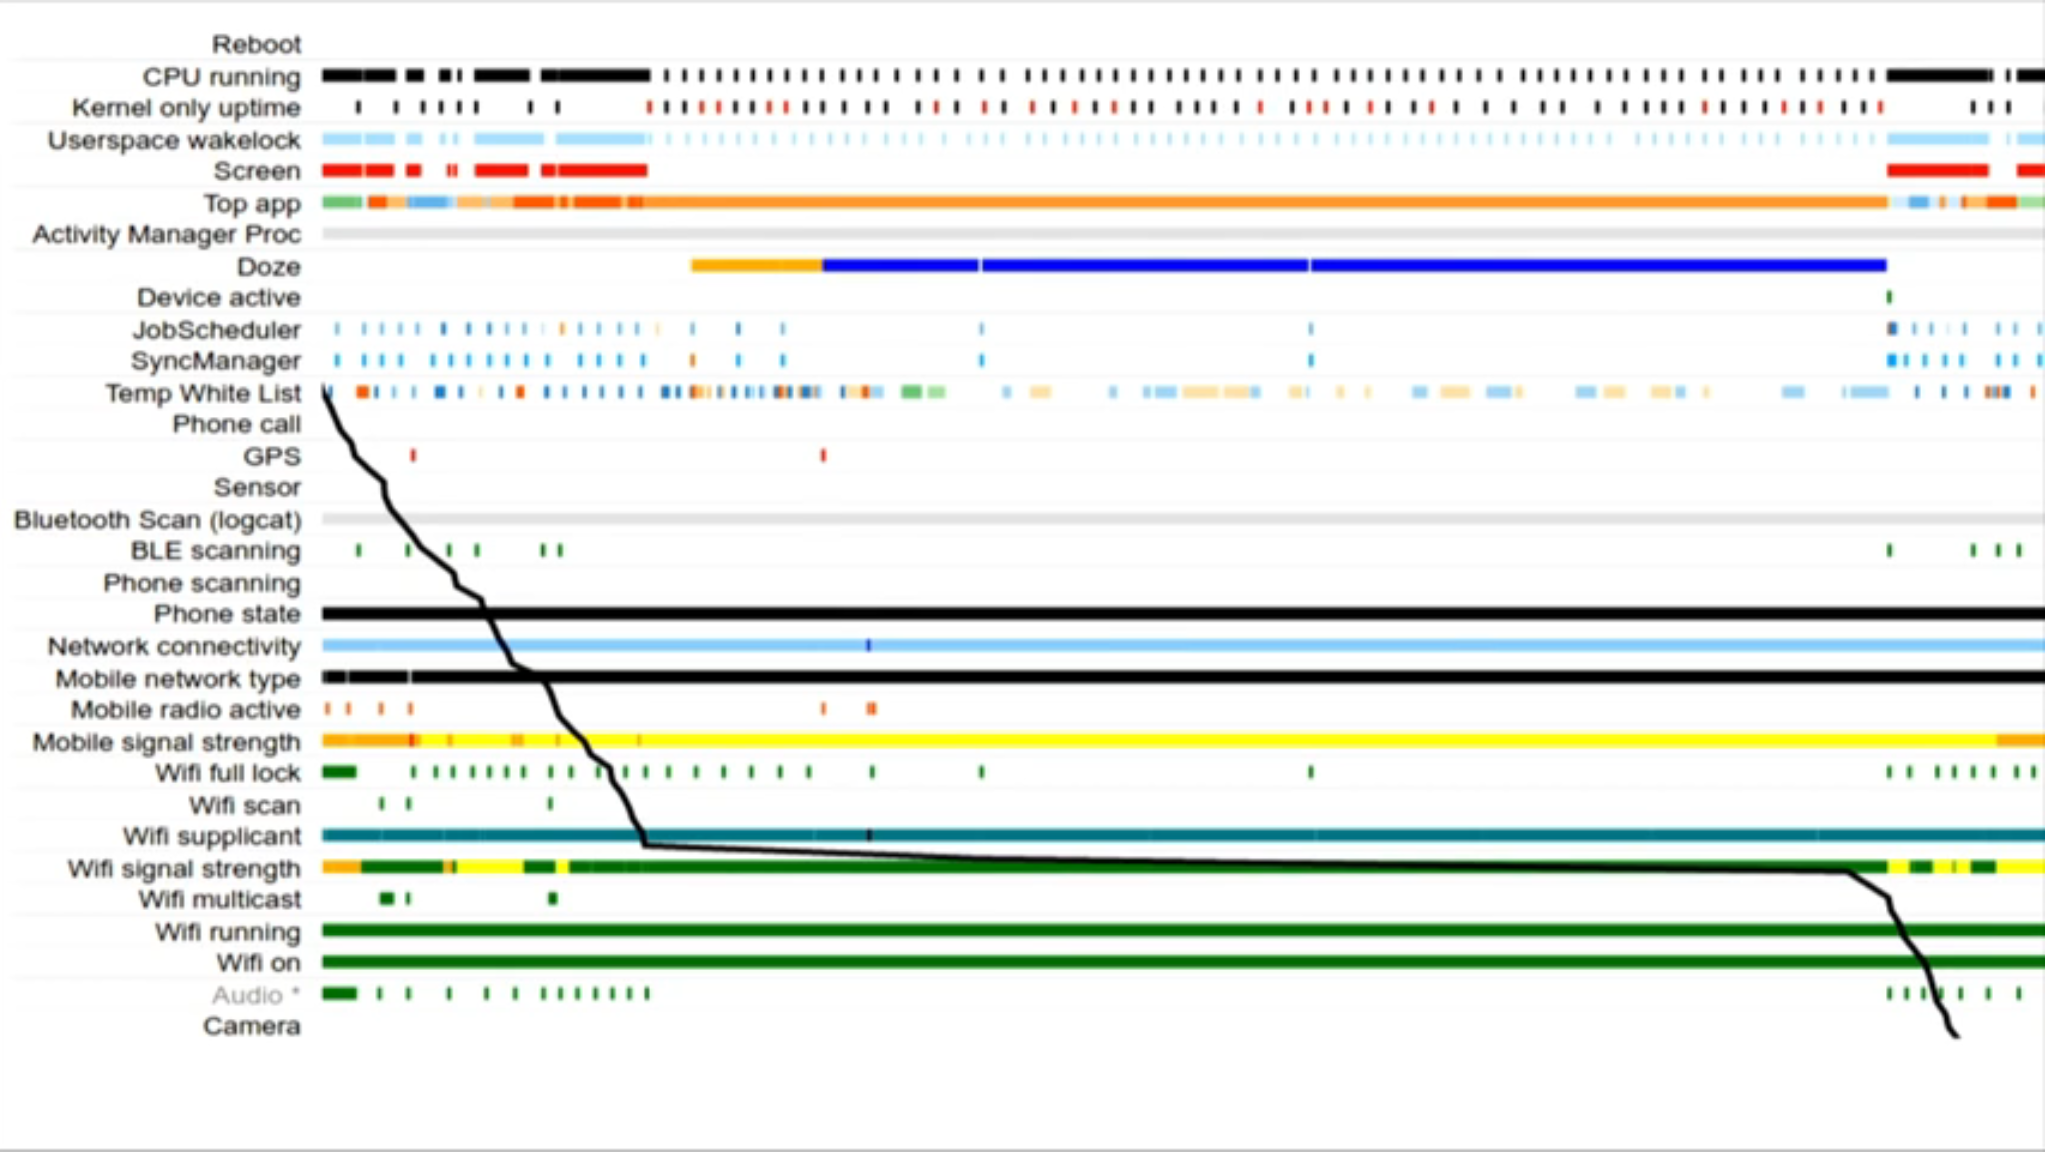 Reboot
CPU running
Kernel only uptime
Userspace wakelock
Screen
Top app
Activity Manager Proc
Doze
Device active
JobScheduler
SyncManager
Temp White List
Phone call
GPS
Sensor
Bluetooth Scan (logcat)
BLE scanning
Phone scanning
Phone state
Network connectivity
Mobile network type
Mobile radio active
Mobile signal strength
Wifi full lock
Wifi scan
Wifi supplicant
Wifi signal strength
Wifi multicast
Wifi running
Wifi on
Audio *
Camera